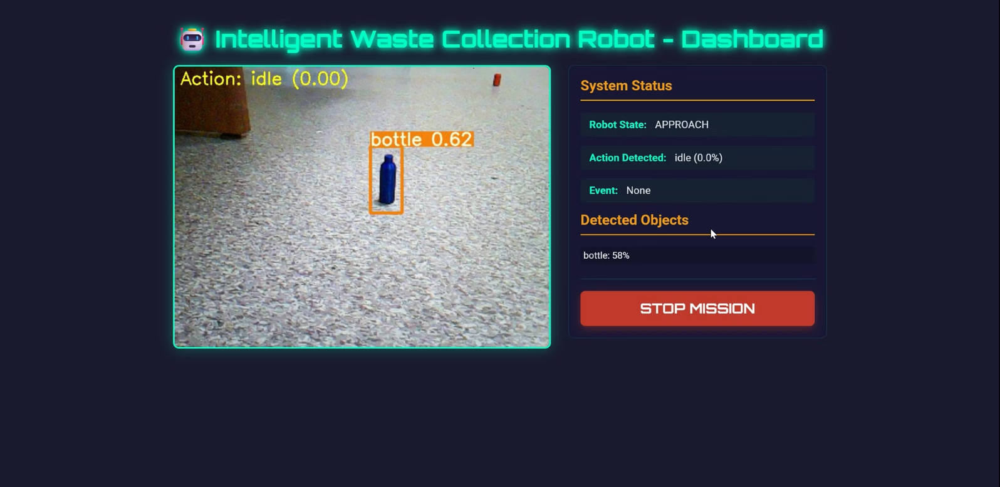 Intelligent Waste Collection Robot - Dashboard
Action: idle (0.00)
bottle 0.62
System Status
Robot State: APPROACH
Action Detected: idle (0.0%)
Event: None
Detected Objects
bottle: 58%
STOP MISSION